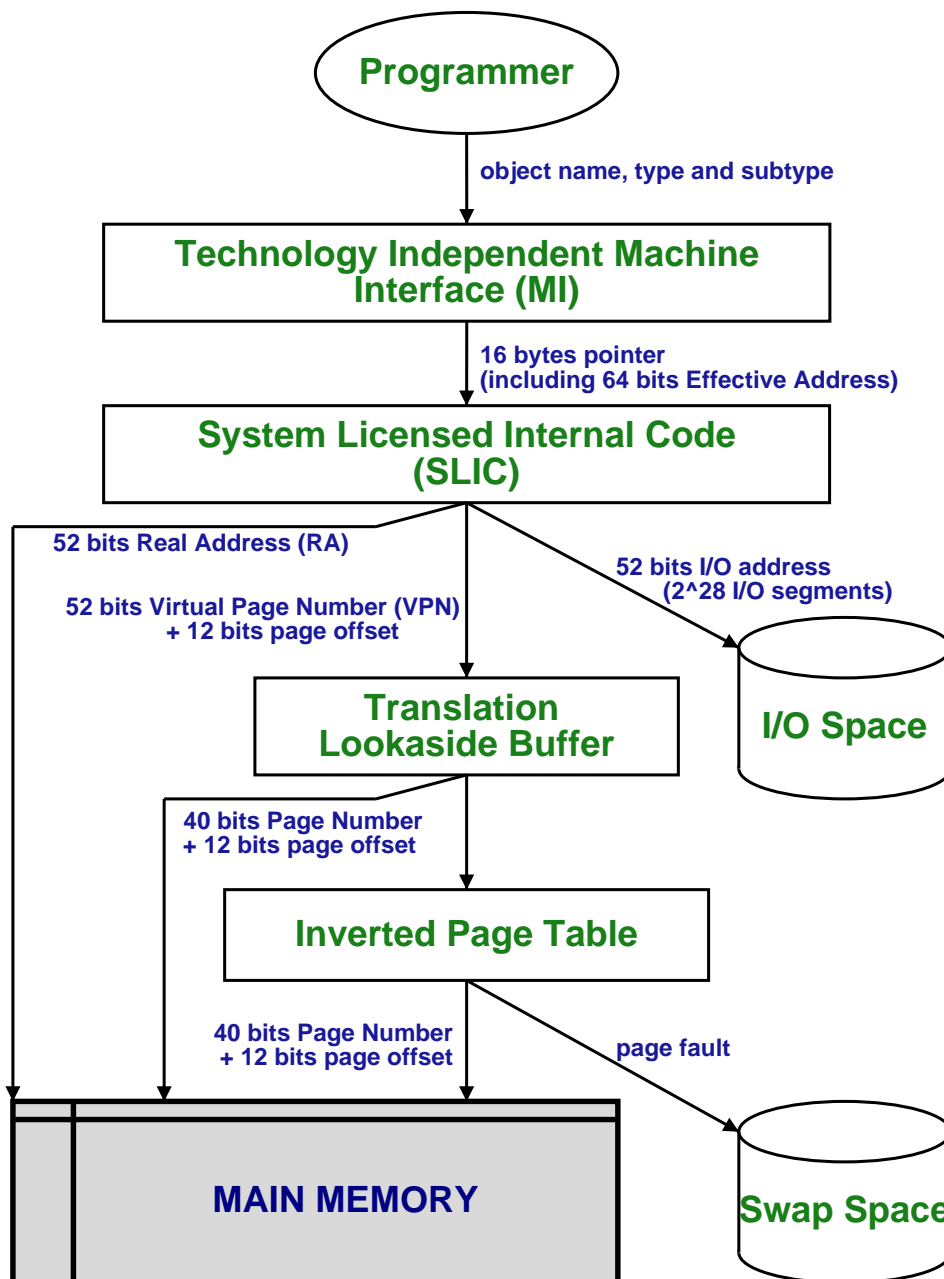 Programmer
object name, type and subtype
Technology Independent Machine
Interface (MI)
16 bytes pointer
(including 64 bits Effective Address)
System Licensed Internal Code
(SLIC)
52 bits Real Address (RA)
52 bits I/O address
(2^28 I/O segments)
52 bits Virtual Page Number (VPN)
+ 12 bits page offset
Translation
Lookaside Buffer
I/O Space
40 bits Page Number
+ 12 bits page offset
Inverted Page Table
40 bits Page Number
+ 12 bits page offset
page fault
MAIN MEMORY
Swap Space